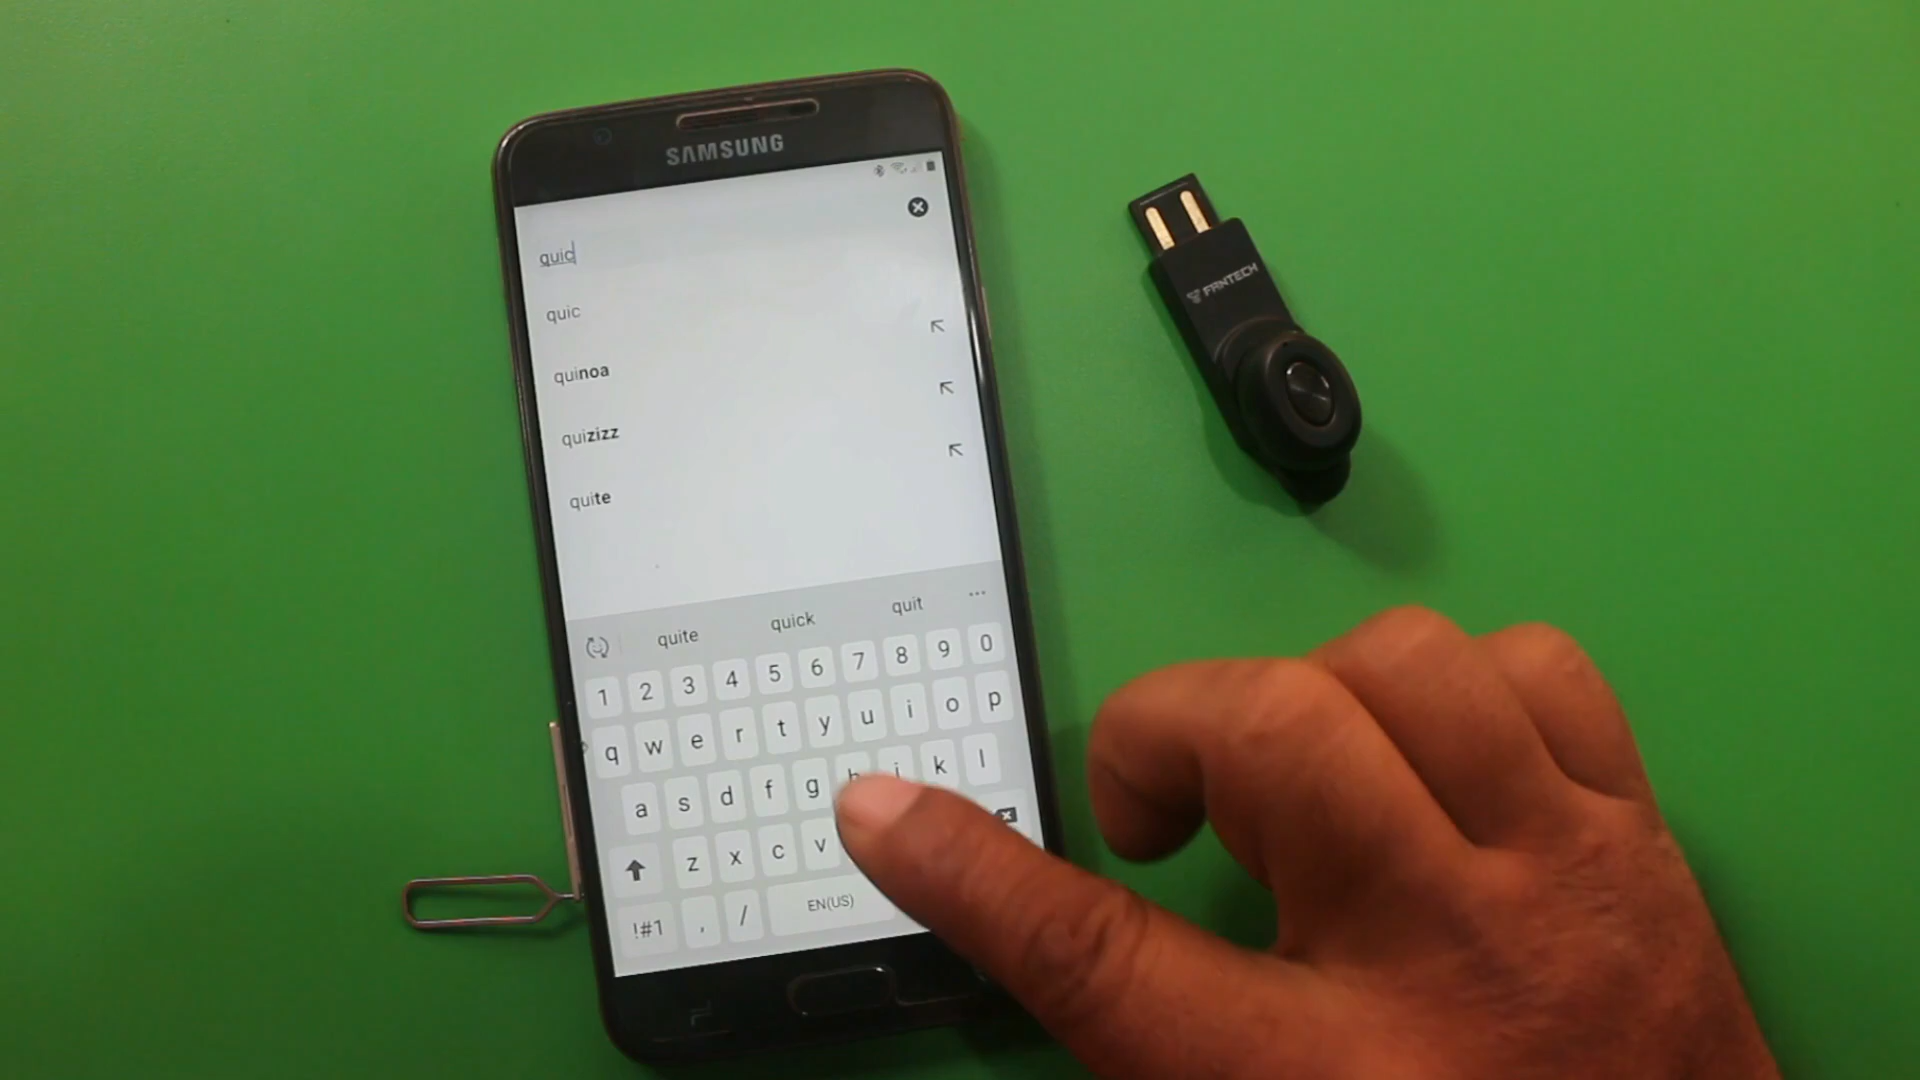 SAMSUNG
quic
quic
quinoa
quizizz
quite
quite quick quit ...
1 2 3 4 5 6 7 8 9 0
q w e r t y u i o p
a s d f g h j k l
z x c v
!#1 , / EN(US)
FANTECH